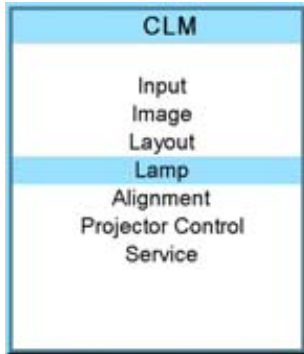 CLM
Input
Image
Layout
Lamp
Alignment
Projector Control
Service